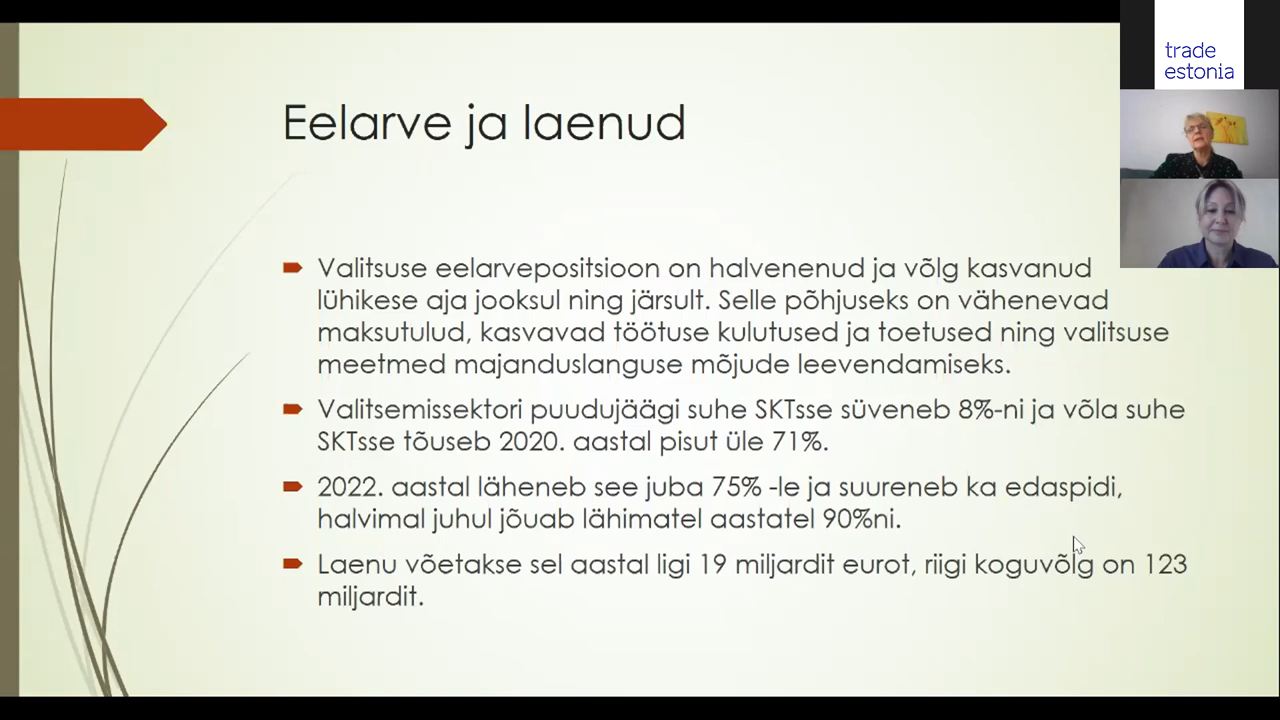 trade
estonia
Eelarve ja laenud
Valitsuse eelarvepositsioon on halvenenud ja võlg kasvanud
lühikese aja jooksul ning järsult. Selle põhjuseks on vähenevad
maksutulud, kasvavad töötuse kulutused ja toetused ning valitsuse
meetmed majanduslanguse mõjude leevendamiseks.
Valitsemissektori puudujäägi suhe SKTsse süveneb 8%-ni ja võla suhe
SKTsse tõuseb 2020. aastal pisut üle 71%.
2022. aastal läheneb see juba 75% -le ja suureneb ka edaspidi,
halvimal juhul jõuab lähimatel aastatel 90%ni.
Laenu võetakse sel aastal ligi 19 miljardit eurot, riigi koguvõlg on 123
miljardit.